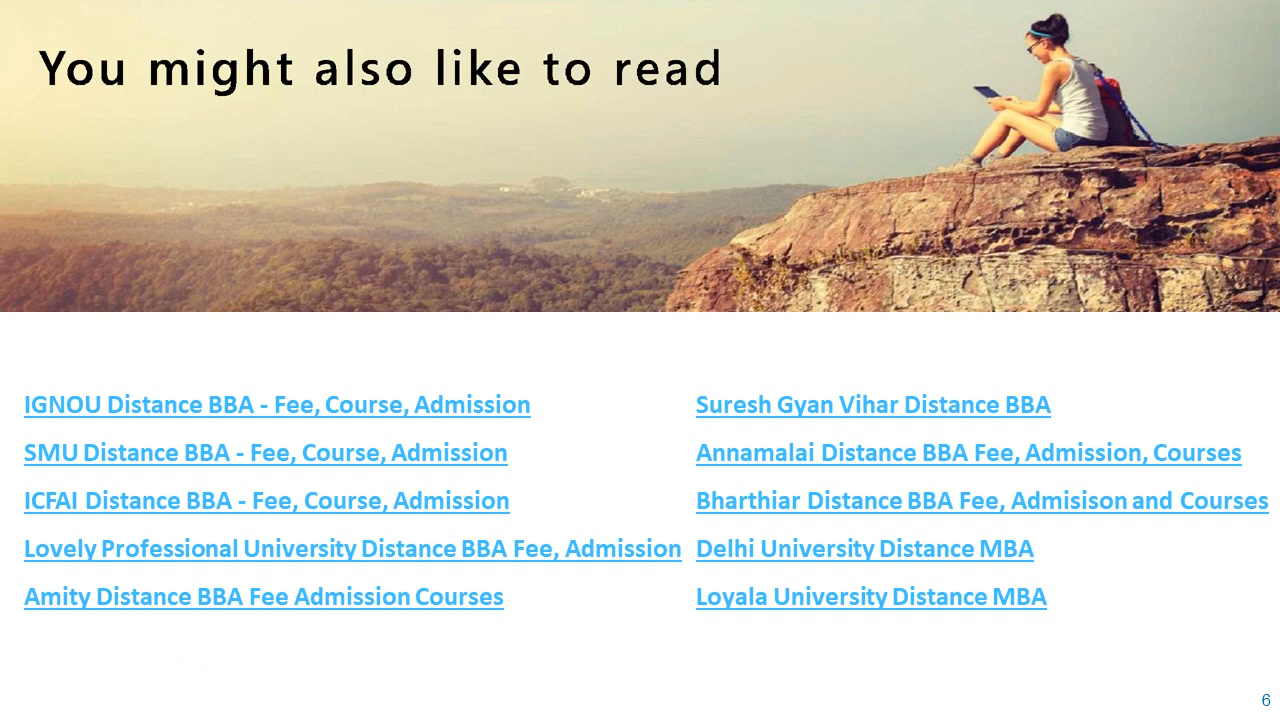 You might also like to read
IGNOU Distance BBA - Fee, Course, Admission
SMU Distance BBA - Fee, Course, Admission
ICFAI Distance BBA - Fee, Course, Admission
Lovely Professional University Distance BBA Fee, Admission
Amity Distance BBA Fee Admission Courses
Suresh Gyan Vihar Distance BBA
Annamalai Distance BBA Fee, Admission, Courses
Bharthiar Distance BBA Fee, Admisison and Courses
Delhi University Distance MBA
Loyala University Distance MBA
6